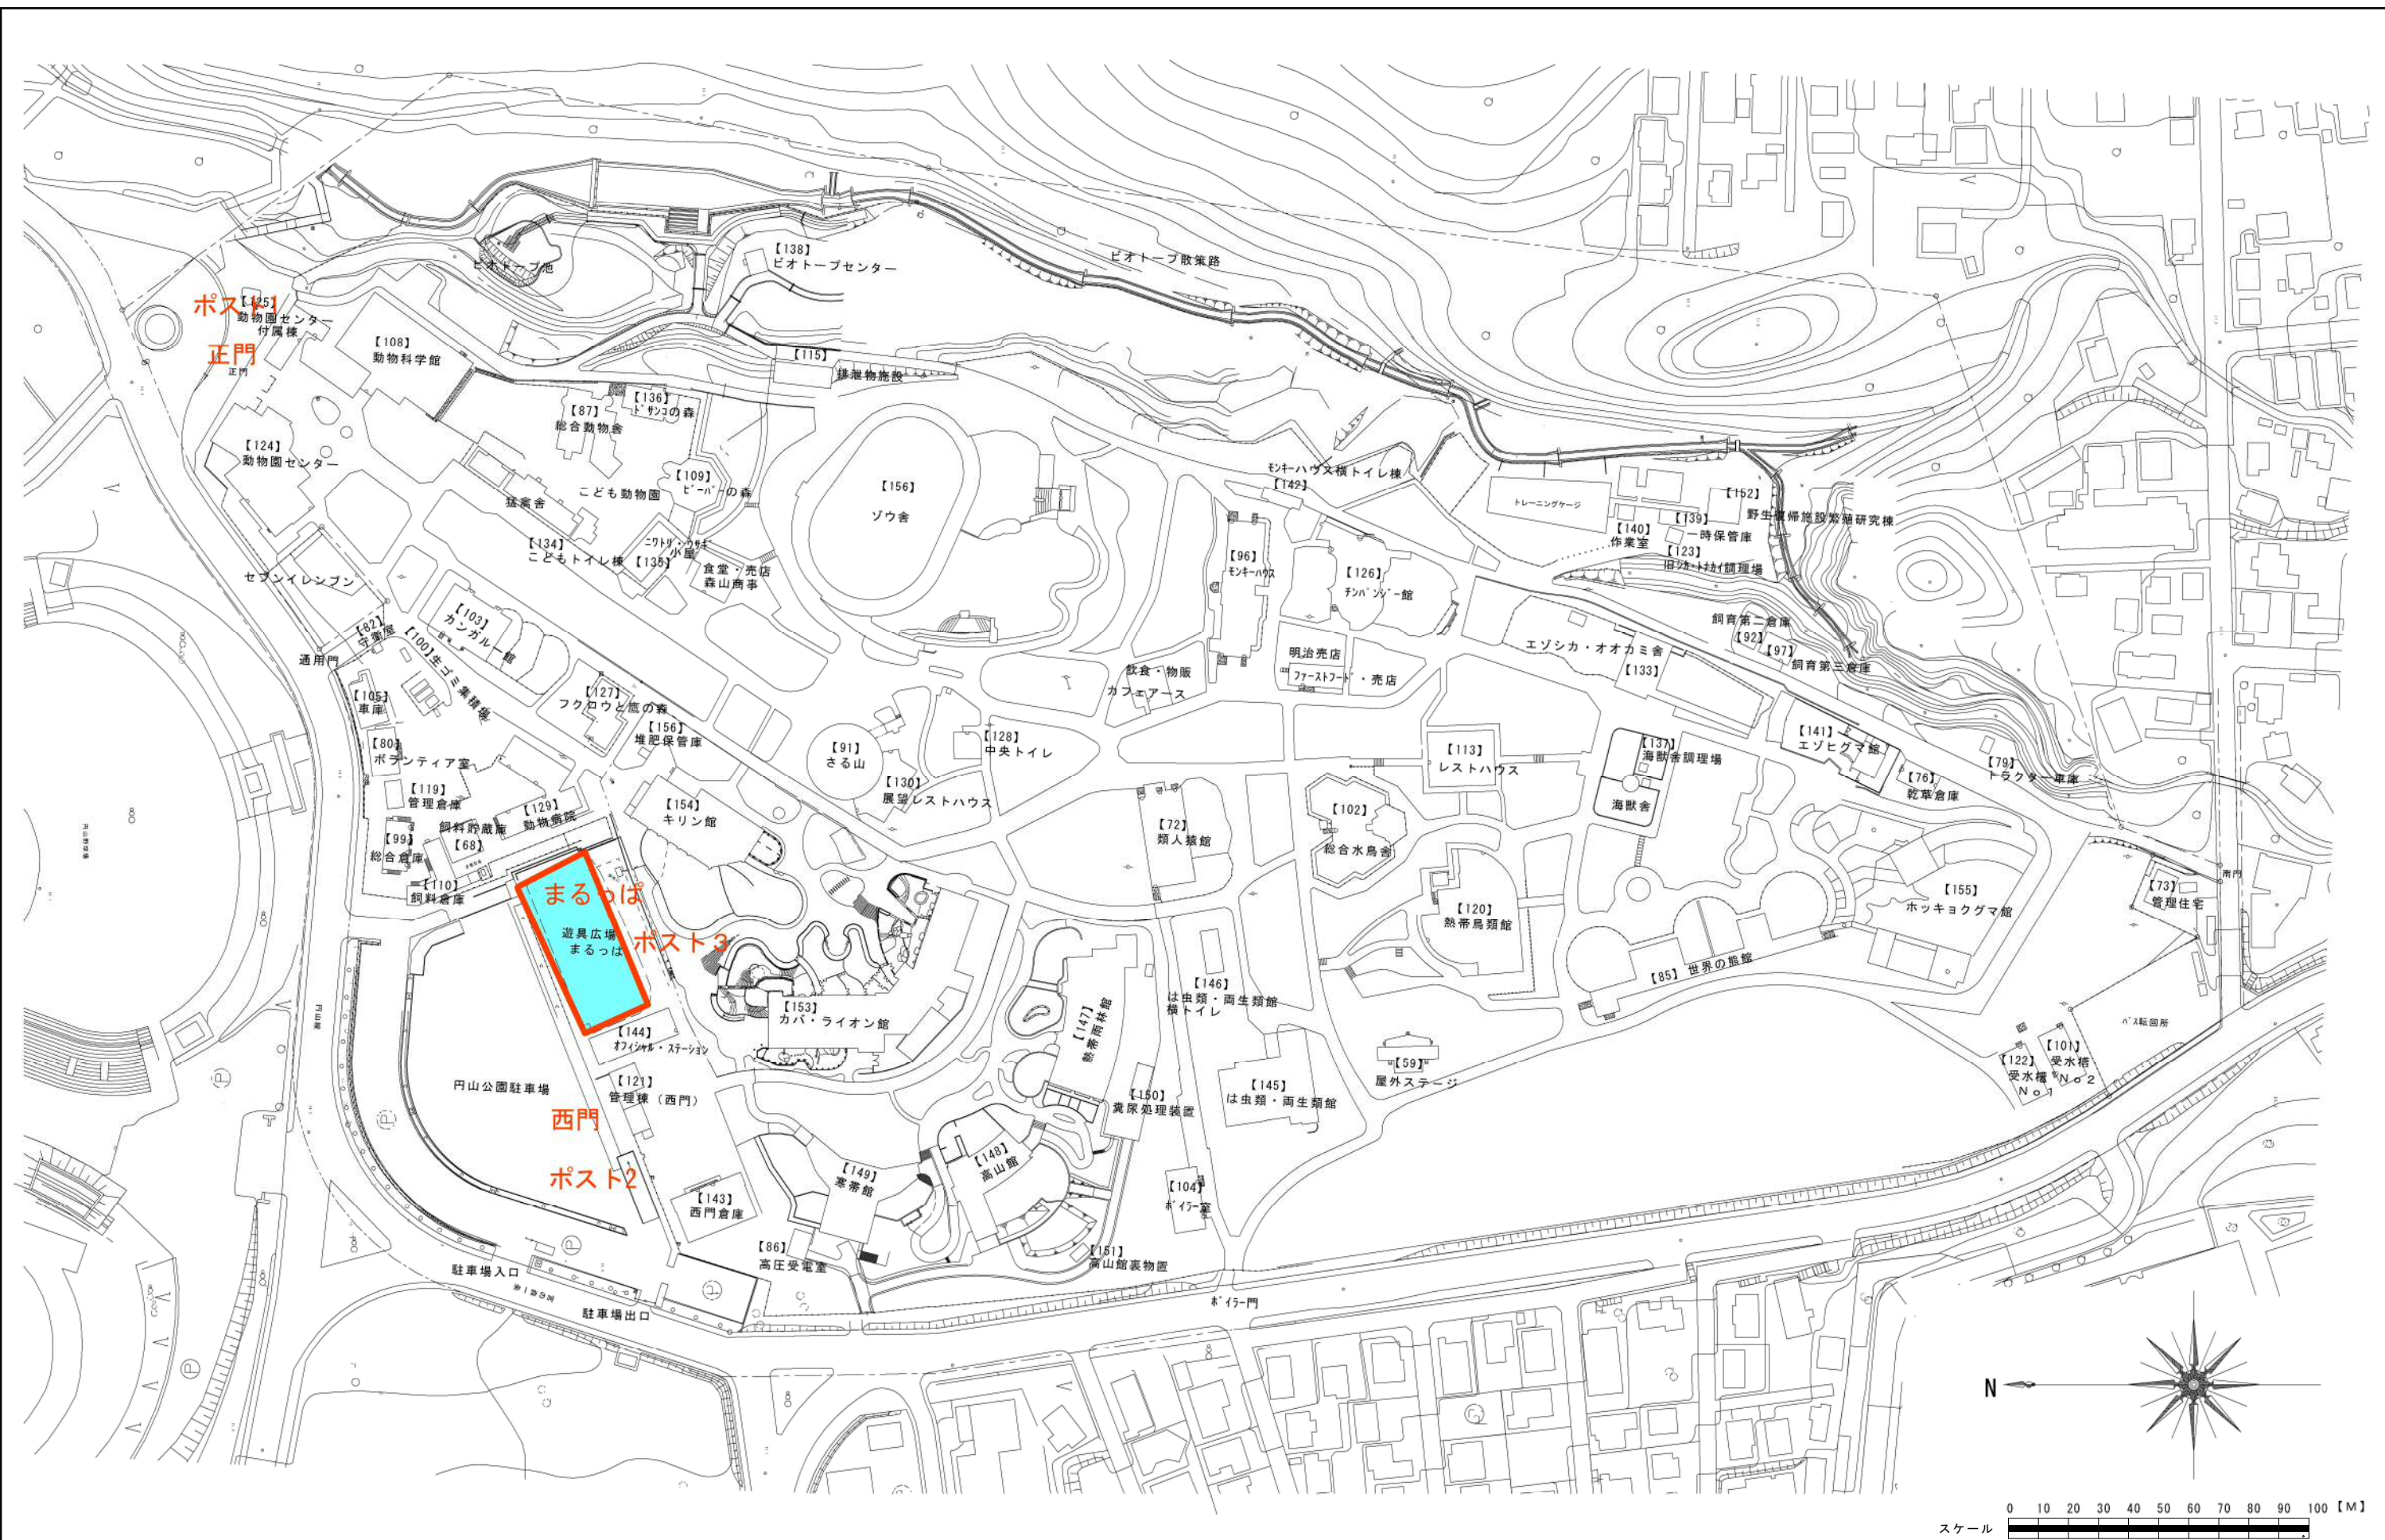 【138】
ビオトープセンター
ビオトープ散策路
ビオトープ池
ポスト1
【125】
動物園センター
付属棟
正門
正門
【108】
動物科学館
【115】
排泄物施設
【136】
ドサンコの森
【87】
総合動物舎
【124】
動物園センター
【109】
ビーバーの森
こども動物園
猛禽舎
【156】
ゾウ舎
モンキーハウス横トイレ棟
【142】
トレーニングケージ
【152】
野生復帰施設繁殖研究棟
【139】
一時保管庫
【140】
作業室
【123】
旧シカ・トナカイ調理場
【134】
こどもトイレ棟
【135】
ニワトリ・ウサギ
小屋
食堂・売店
森山商事
【96】
モンキーハウス
【126】
チンパンジー館
セブンイレンブン
【103】
カンガルー館
【82】
守衛室
【100】生ゴミ集積場
通用門
飼育第二倉庫
【92】
【97】
飼育第三倉庫
エゾシカ・オオカミ舎
【133】
明治売店
ファーストフード・売店
飲食・物販
カフェアース
【105】
車庫
【127】
フクロウと鷹の森
【156】
堆肥保管庫
【80】
ボランティア室
【91】
さる山
【128】
中央トイレ
【130】
展望レストハウス
【113】
レストハウス
【137】
海獣舎調理場
海獣舎
【141】
エゾヒグマ館
【76】
乾草倉庫
【79】
トラクター車庫
【119】
管理倉庫
【129】
動物病院
【154】
キリン館
【72】
類人猿館
【102】
総合水鳥舎
飼料貯蔵庫
【68】
【99】
総合倉庫
【110】
飼料倉庫
まるっぱ
遊具広場
まるっぱ
ポスト3
【120】
熱帯鳥類館
【155】
ホッキョクグマ館
南門
【73】
管理住宅
【85】世界の熊館
【153】
カバ・ライオン館
【146】
は虫類・両生類館
横トイレ
【147】
熱帯雨林館
【144】
オフィシャル・ステーション
円山公園駐車場
【121】
管理棟(西門)
西門
ポスト2
【150】
糞尿処理装置
【145】
は虫類・両生類館
【59】
屋外ステージ
バス転回所
【101】
受水槽
No2
【122】
受水槽
No1
【149】
寒帯館
【148】
高山館
【104】
ボイラー室
【143】
西門倉庫
【86】
高圧受電室
【151】
高山館裏物置
駐車場入口
駐車場出口
ボイラー門
N
0 10 20 30 40 50 60 70 80 90 100【M】
スケール